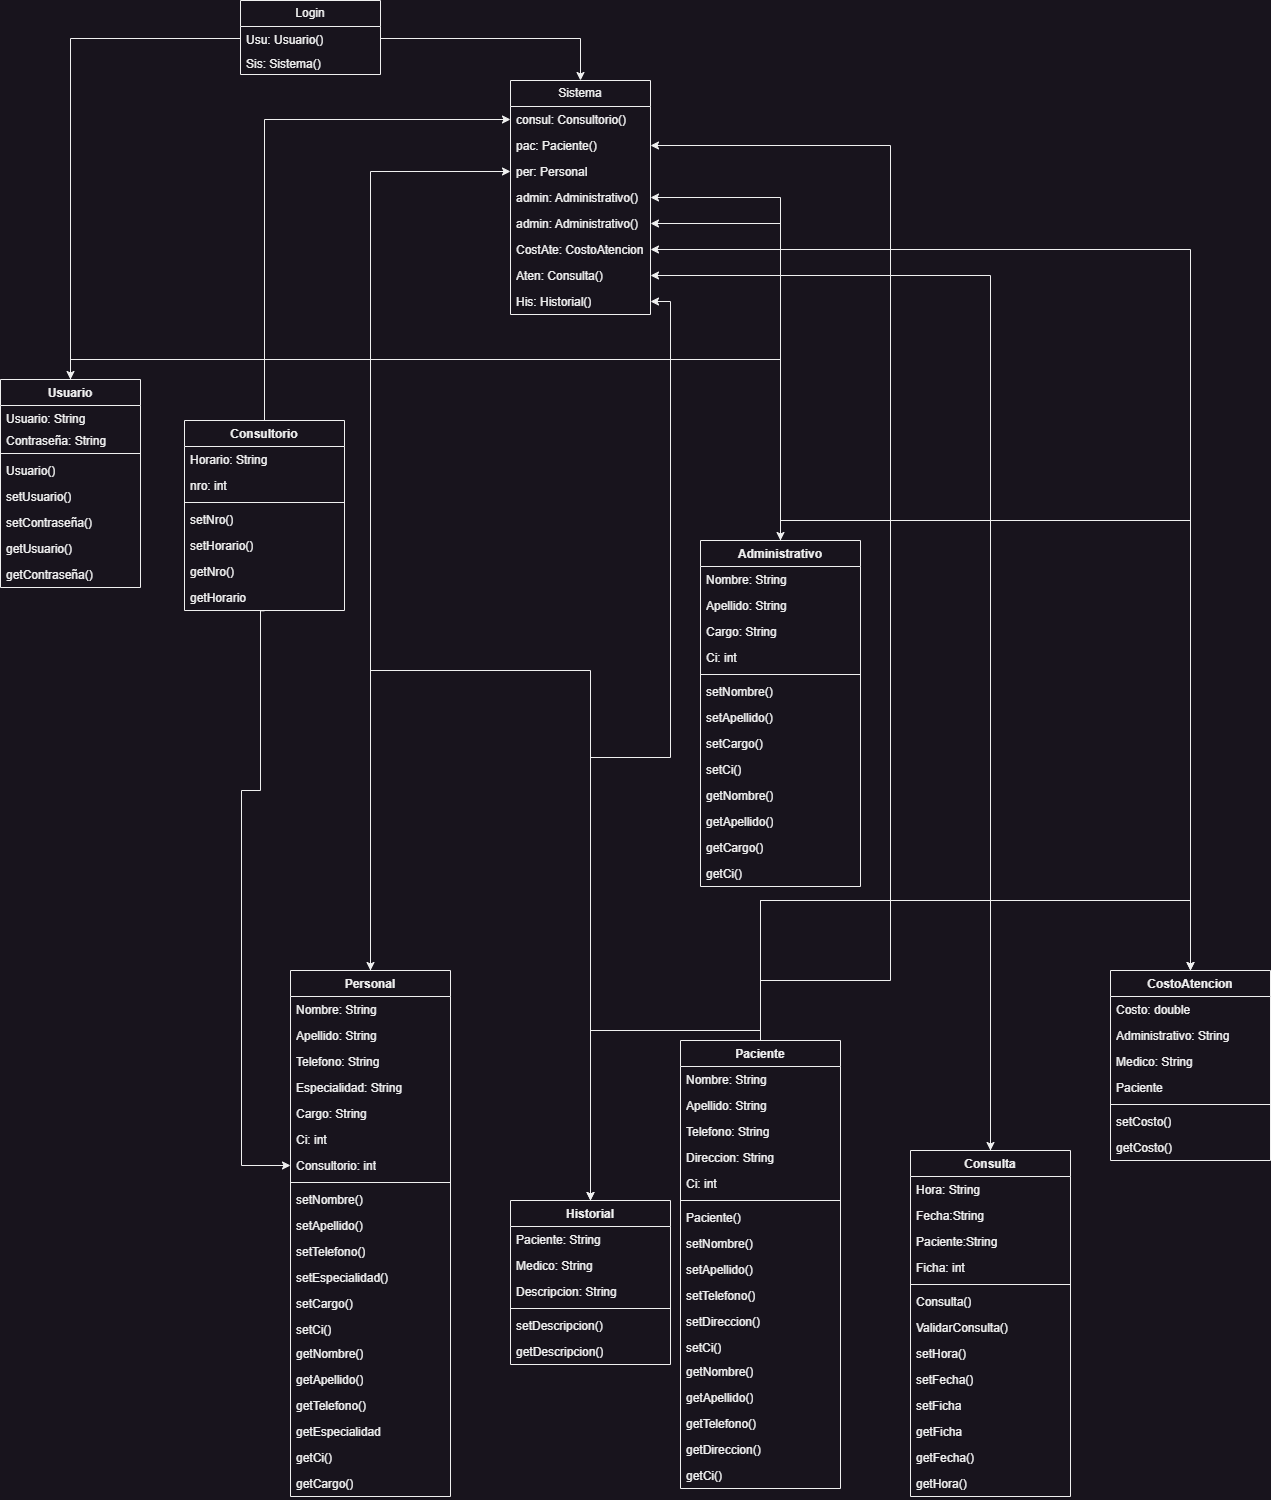 Login
Usu: Usuario()
Sis: Sistema()
Sistema
consul: Consultorio()
pac: Paciente()
per: Personal
admin: Administrativo()
admin: Administrativo()
CostAte: CostoAtencion
Aten: Consulta()
His: Historial()
Usuario
Usuario: String
Contraseña: String
Usuario()
setUsuario()
setContraseña()
getUsuario()
getContraseña()
Consultorio
Horario: String
nro: int
setNro()
setHorario()
getNro()
getHorario
Administrativo
Nombre: String
Apellido: String
Cargo: String
Ci: int
setNombre()
setApellido()
setCargo()
setCi()
getNombre()
getApellido()
getCargo()
getCi()
Personal
Nombre: String
Apellido: String
Telefono: String
Especialidad: String
Cargo: String
Ci: int
Consultorio: int
setNombre()
setApellido()
setTelefono()
setEspecialidad()
setCargo()
setCi()
getNombre()
getApellido()
getTelefono()
getEspecialidad
getCi()
getCargo()
Historial
Paciente: String
Medico: String
Descripcion: String
setDescripcion()
getDescripcion()
Paciente
Nombre: String
Apellido: String
Telefono: String
Direccion: String
Ci: int
Paciente()
setNombre()
setApellido()
setTelefono()
setDireccion()
setCi()
getNombre()
getApellido()
getTelefono()
getDireccion()
getCi()
Consulta
Hora: String
Fecha:String
Paciente:String
Ficha: int
Consulta()
ValidarConsulta()
setHora()
setFecha()
setFicha
getFicha
getFecha()
getHora()
CostoAtencion
Costo: double
Administrativo: String
Medico: String
Paciente
setCosto()
getCosto()